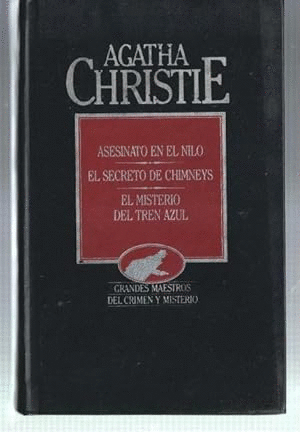 AGATHA
CHRISTIE
ASESINATO EN EL NILO
EL SECRETO DE CHIMNEYS
EL MISTERIO
DEL TREN AZUL
GRANDES MAESTROS
DEL CRIMEN Y MISTERIO